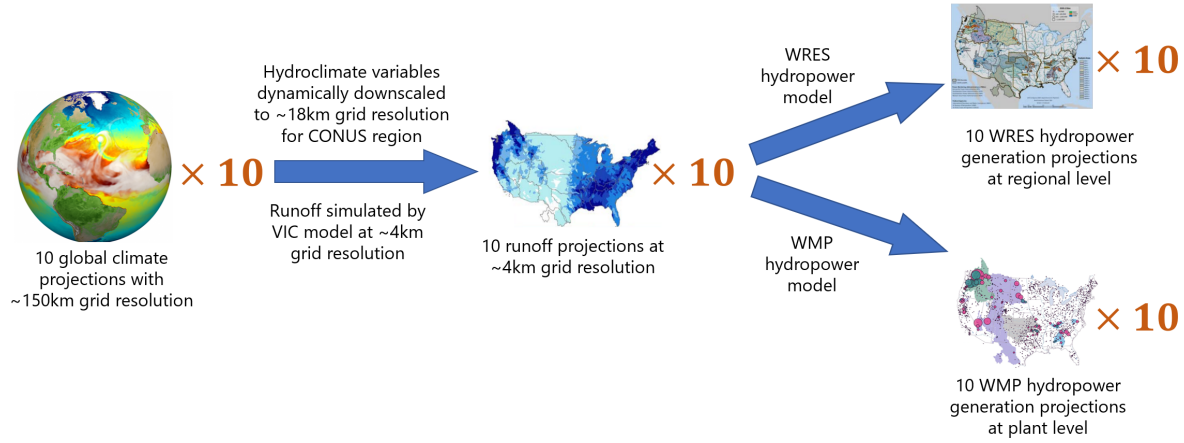 10 global climate
projections with
~150km grid resolution
× 10
Hydroclimate variables
dynamically downscaled
to ~18km grid resolution
for CONUS region
Runoff simulated by
VIC model at ~4km
grid resolution
10 runoff projections at
~4km grid resolution
× 10
WRES
hydropower
model
WMP
hydropower
model
× 10
10 WRES hydropower
generation projections
at regional level
× 10
10 WMP hydropower
generation projections
at plant level